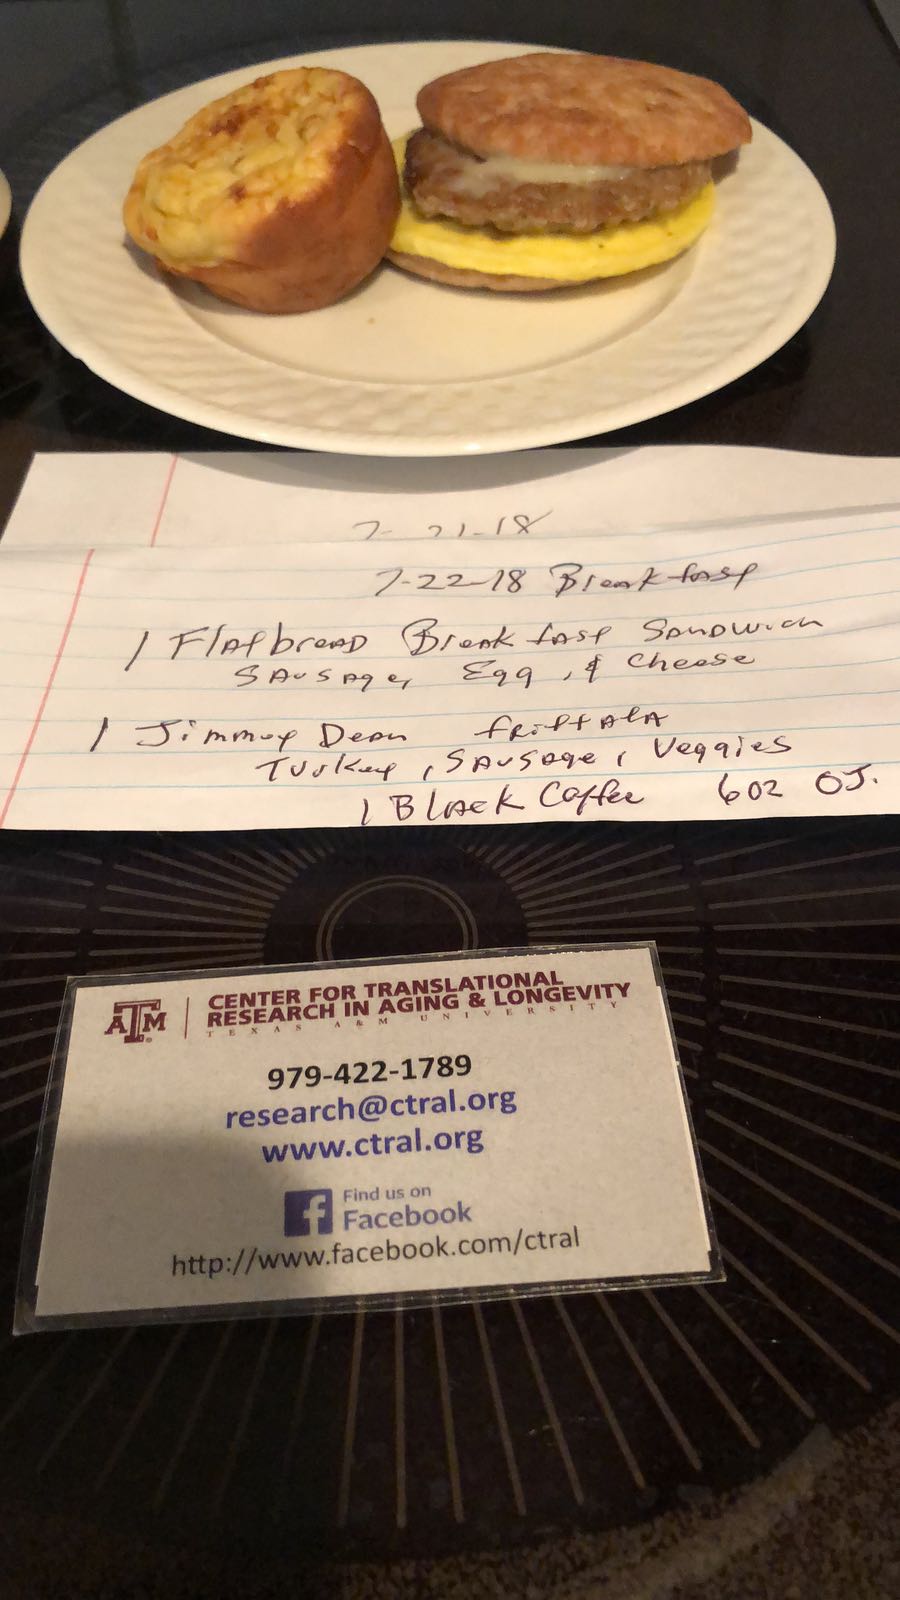 7-21-18
7-22-18 Breakfast
1 Flatbread Breakfast Sandwich
Sausage, Egg, & Cheese
1 Jimmy Dean frittata
Turkey, Sausage, Veggies
1 Black Coffee 6oz OJ.
ATM
CENTER FOR TRANSLATIONAL
RESEARCH IN AGING & LONGEVITY
TEXAS A&M UNIVERSITY
979-422-1789
research@ctral.org
www.ctral.org
f Find us on
Facebook
http://www.facebook.com/ctral